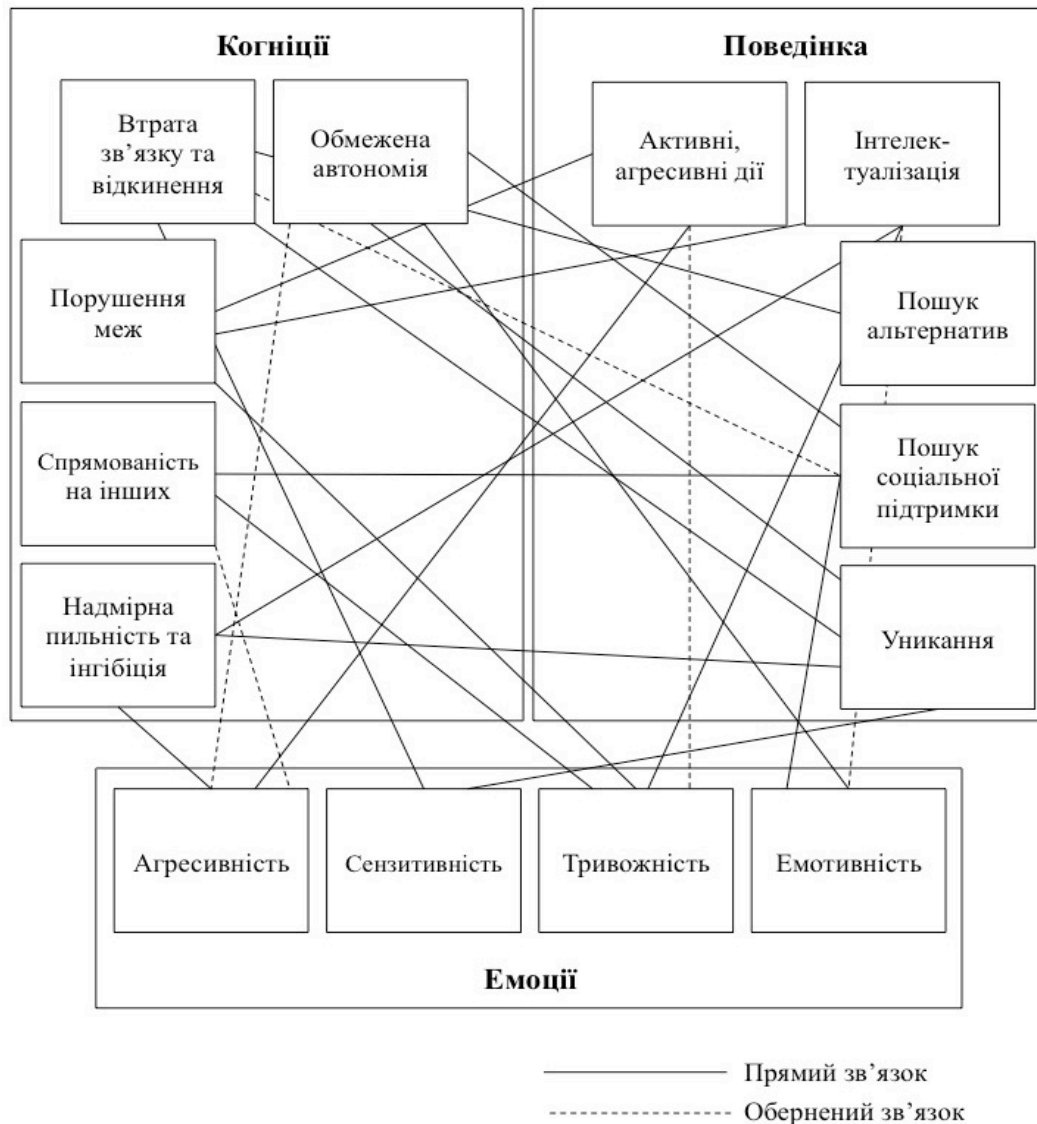 Когніції
Втрата
зв’язку та
відкинення
Обмежена
автономія
Порушення
меж
Спрямованість
на інших
Надмірна
пильність та
інгібіція
Поведінка
Активні,
агресивні дії
Інтелек-
туалізація
Пошук
альтернатив
Пошук
соціальної
підтримки
Уникання
Агресивність
Сензитивність
Тривожність
Емотивність
Емоції
Прямий зв’язок
Обернений зв’язок